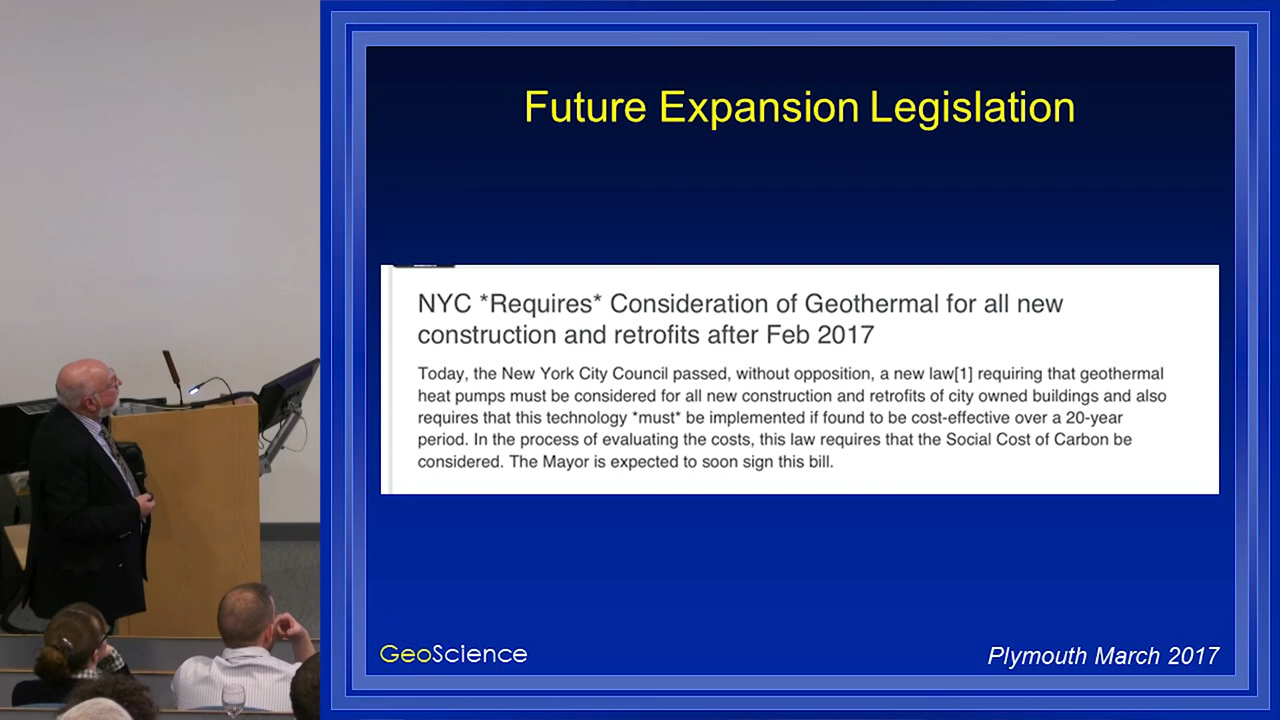 Future Expansion Legislation
NYC *Requires* Consideration of Geothermal for all new
construction and retrofits after Feb 2017
Today, the New York City Council passed, without opposition, a new law[1] requiring that geothermal
heat pumps must be considered for all new construction and retrofits of city owned buildings and also
requires that this technology *must* be implemented if found to be cost-effective over a 20-year
period. In the process of evaluating the costs, this law requires that the Social Cost of Carbon be
considered. The Mayor is expected to soon sign this bill.
GeoScience
Plymouth March 2017